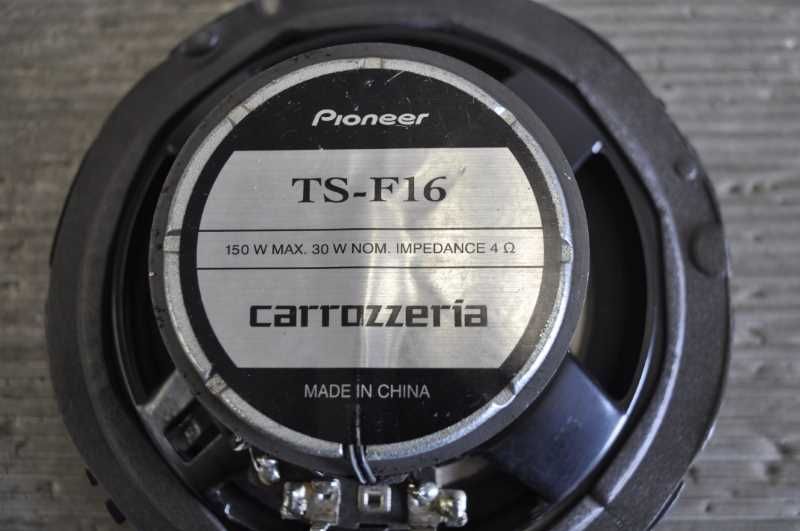 Pioneer
TS-F16
150 W MAX. 30 W NOM. IMPEDANCE 4 Ω
carrozzeria
MADE IN CHINA